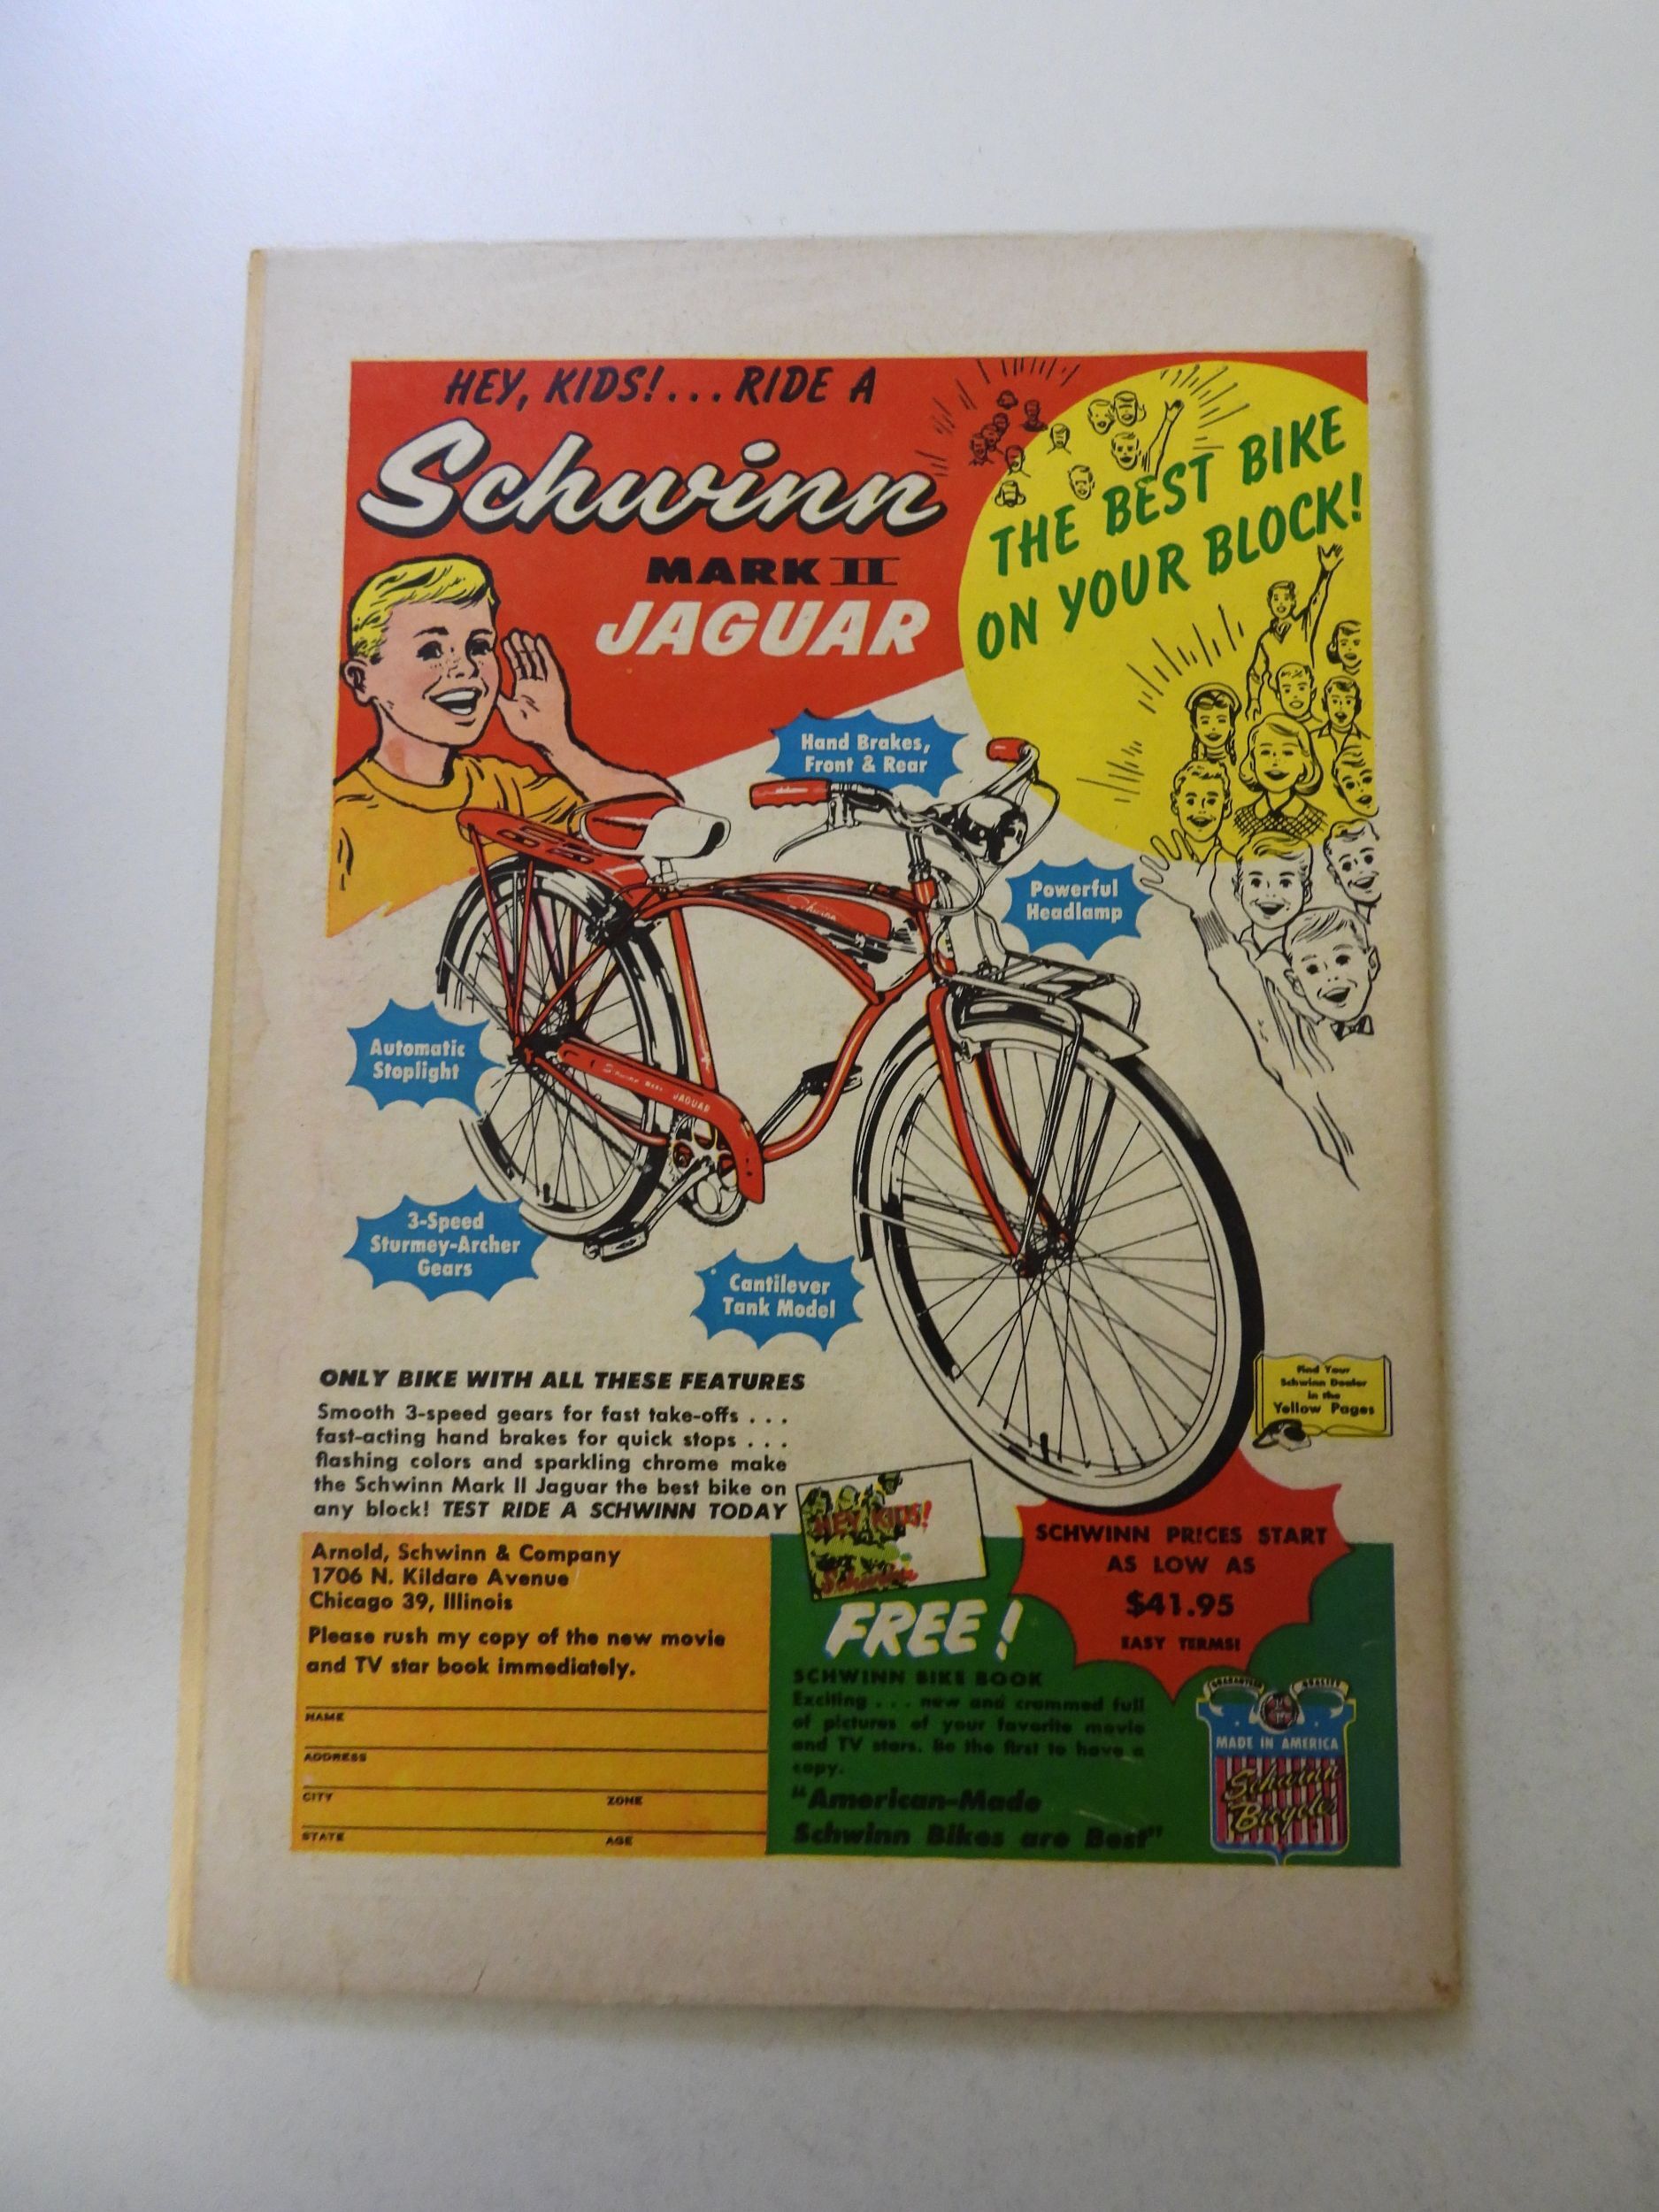 HEY, KIDS!...RIDE A
Schwinn
MARK II
JAGUAR
THE BEST BIKE
ON YOUR BLOCK!
Hand Brakes,
Front & Rear
Powerful
Headlamp
Schwinn
Automatic
Stoplight
JAGUAR
3-Speed
Sturmey-Archer
Gears
Cantilever
Tank Model
ONLY BIKE WITH ALL THESE FEATURES
Smooth 3-speed gears for fast take-offs . . .
fast-acting hand brakes for quick stops . . .
flashing colors and sparkling chrome make
the Schwinn Mark II Jaguar the best bike on
any block! TEST RIDE A SCHWINN TODAY
Find Your
Schwinn Dealer
in the
Yellow Pages
HEY KIDS!
Schwinn
SCHWINN PRICES START
AS LOW AS
$41.95
EASY TERMS!
Arnold, Schwinn & Company
1706 N. Kildare Avenue
Chicago 39, Illinois
Please rush my copy of the new movie
and TV star book immediately.
NAME
ADDRESS
CITY ZONE
STATE AGE
FREE!
SCHWINN BIKE BOOK
Exciting . . . new and crammed full
of pictures of your favorite movie
and TV stars. Be the first to have a
copy.
"American-Made
Schwinn Bikes are Best"
QUALITY
MADE IN AMERICA
Schwinn
Bicycles